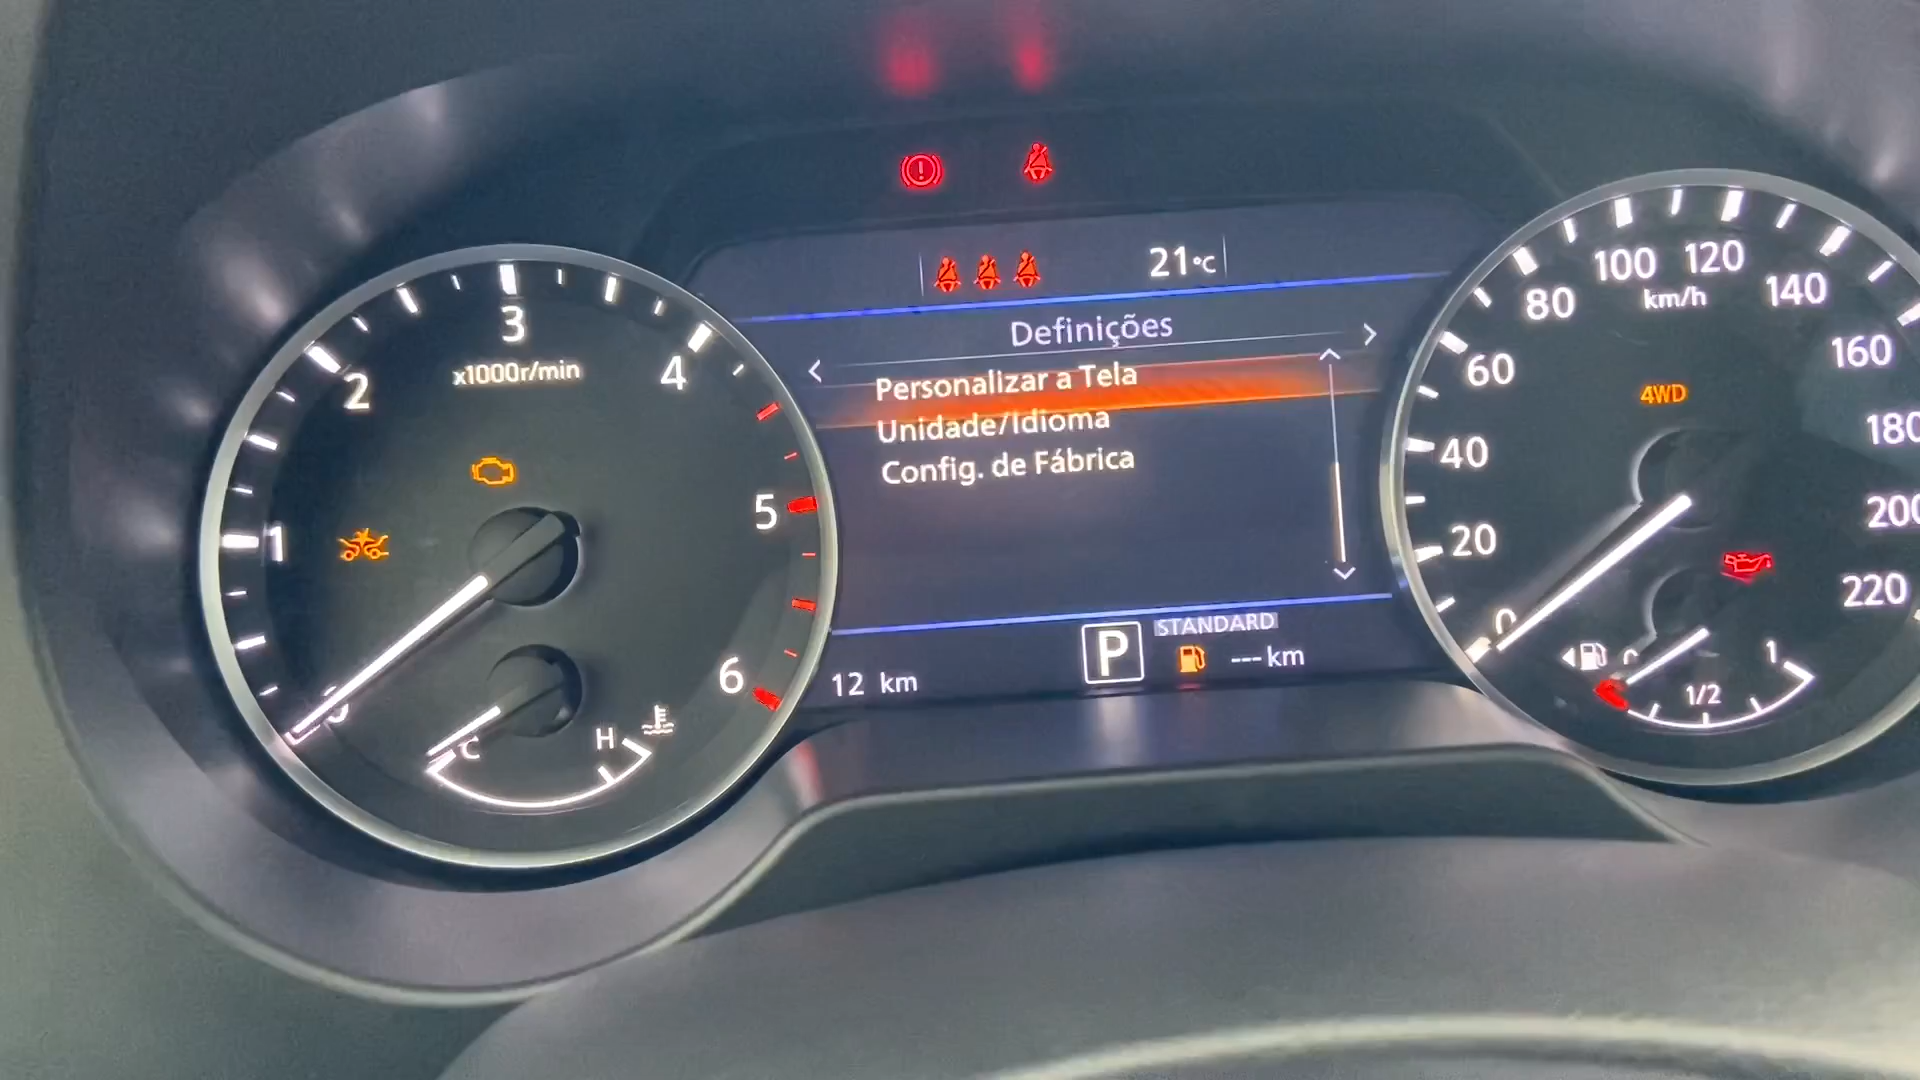 21°C
Definições
Personalizar a Tela
Unidade/Idioma
Config. de Fábrica
P STANDARD
--- km
12 km
x1000r/min
0 1 2 3 4 5 6
C H
km/h
0 20 40 60 80 100 120 140 160 180 200 220
4WD
0 1/2 1